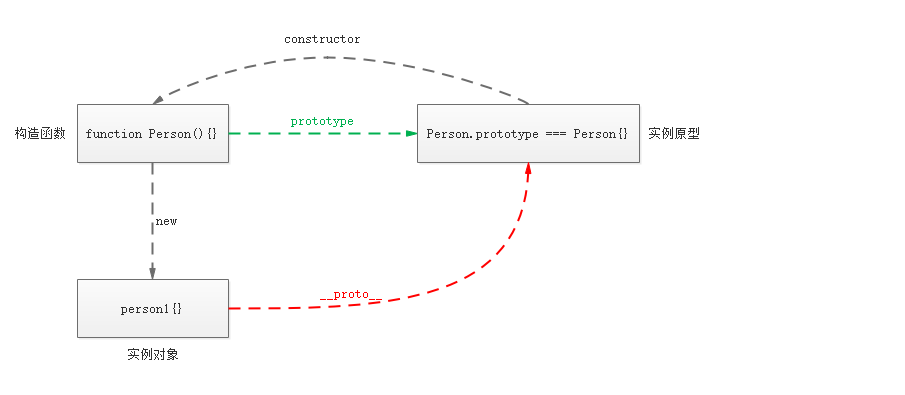 constructor
构造函数
function Person(){}
prototype
Person.prototype === Person{}
实例原型
new
__proto__
person1{}
实例对象